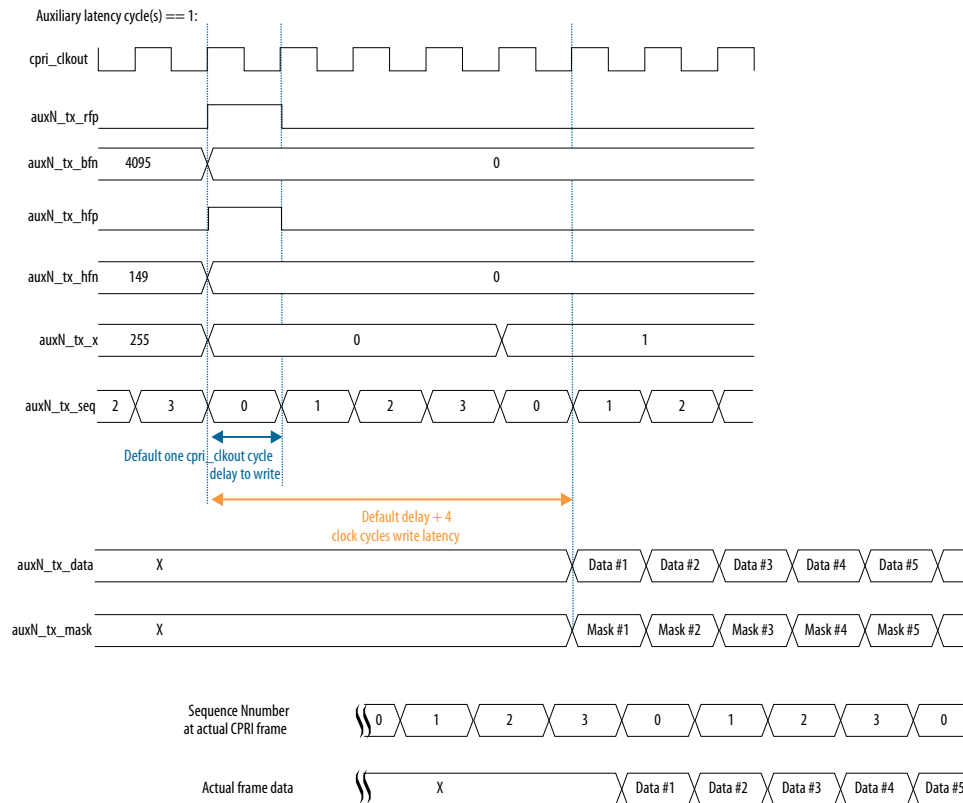 Auxiliary latency cycle(s) == 1:
cpri_clkout
auxN_tx_rfp
auxN_tx_bfn 4095 0
auxN_tx_hfp
auxN_tx_hfn 149 0
auxN_tx_x 255 0 1
auxN_tx_seq 2 3 0 1 2 3 0 1 2
Default one cpri_clkout cycle
delay to write
Default delay + 4
clock cycles write latency
auxN_tx_data X Data #1 Data #2 Data #3 Data #4 Data #5
auxN_tx_mask X Mask #1 Mask #2 Mask #3 Mask #4 Mask #5
Sequence Nnumber
at actual CPRI frame 0 1 2 3 0 1 2 3 0
Actual frame data X Data #1 Data #2 Data #3 Data #4 Data #5